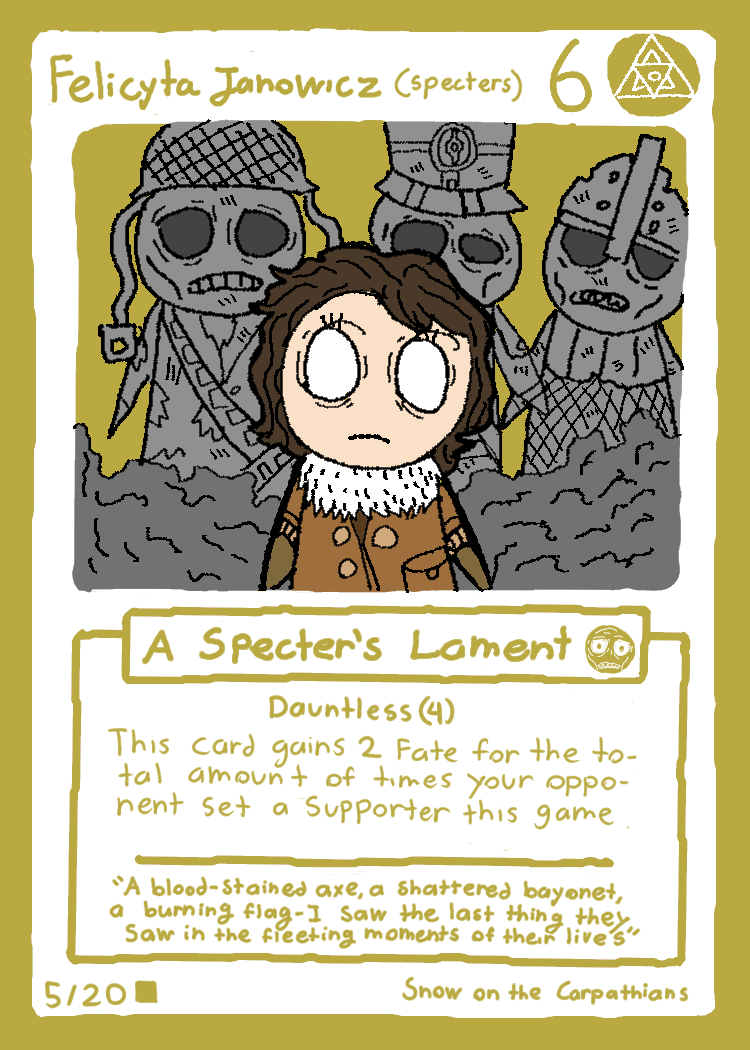 Felicyta Janowicz (specters) 6
A Specter's Lament
Dauntless (4)
This card gains 2 Fate for the to-
tal amount of times your oppo-
nent set a Supporter this game.
"A blood-stained axe, a shattered bayonet,
a burning flag-I saw the last thing they
saw in the fleeting moments of their live's"
5/20 Snow on the Carpathians